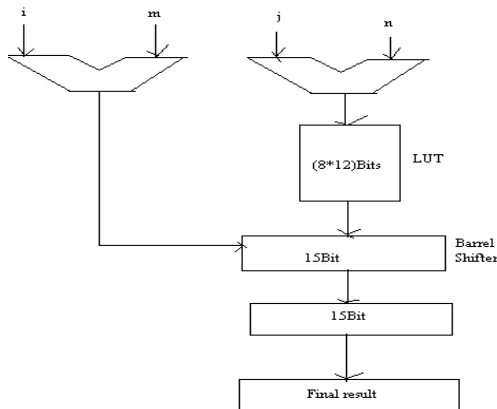 i
m
j
n
(8*12)Bits
LUT
15Bit
Barrel
Shifter
15Bit
Final result